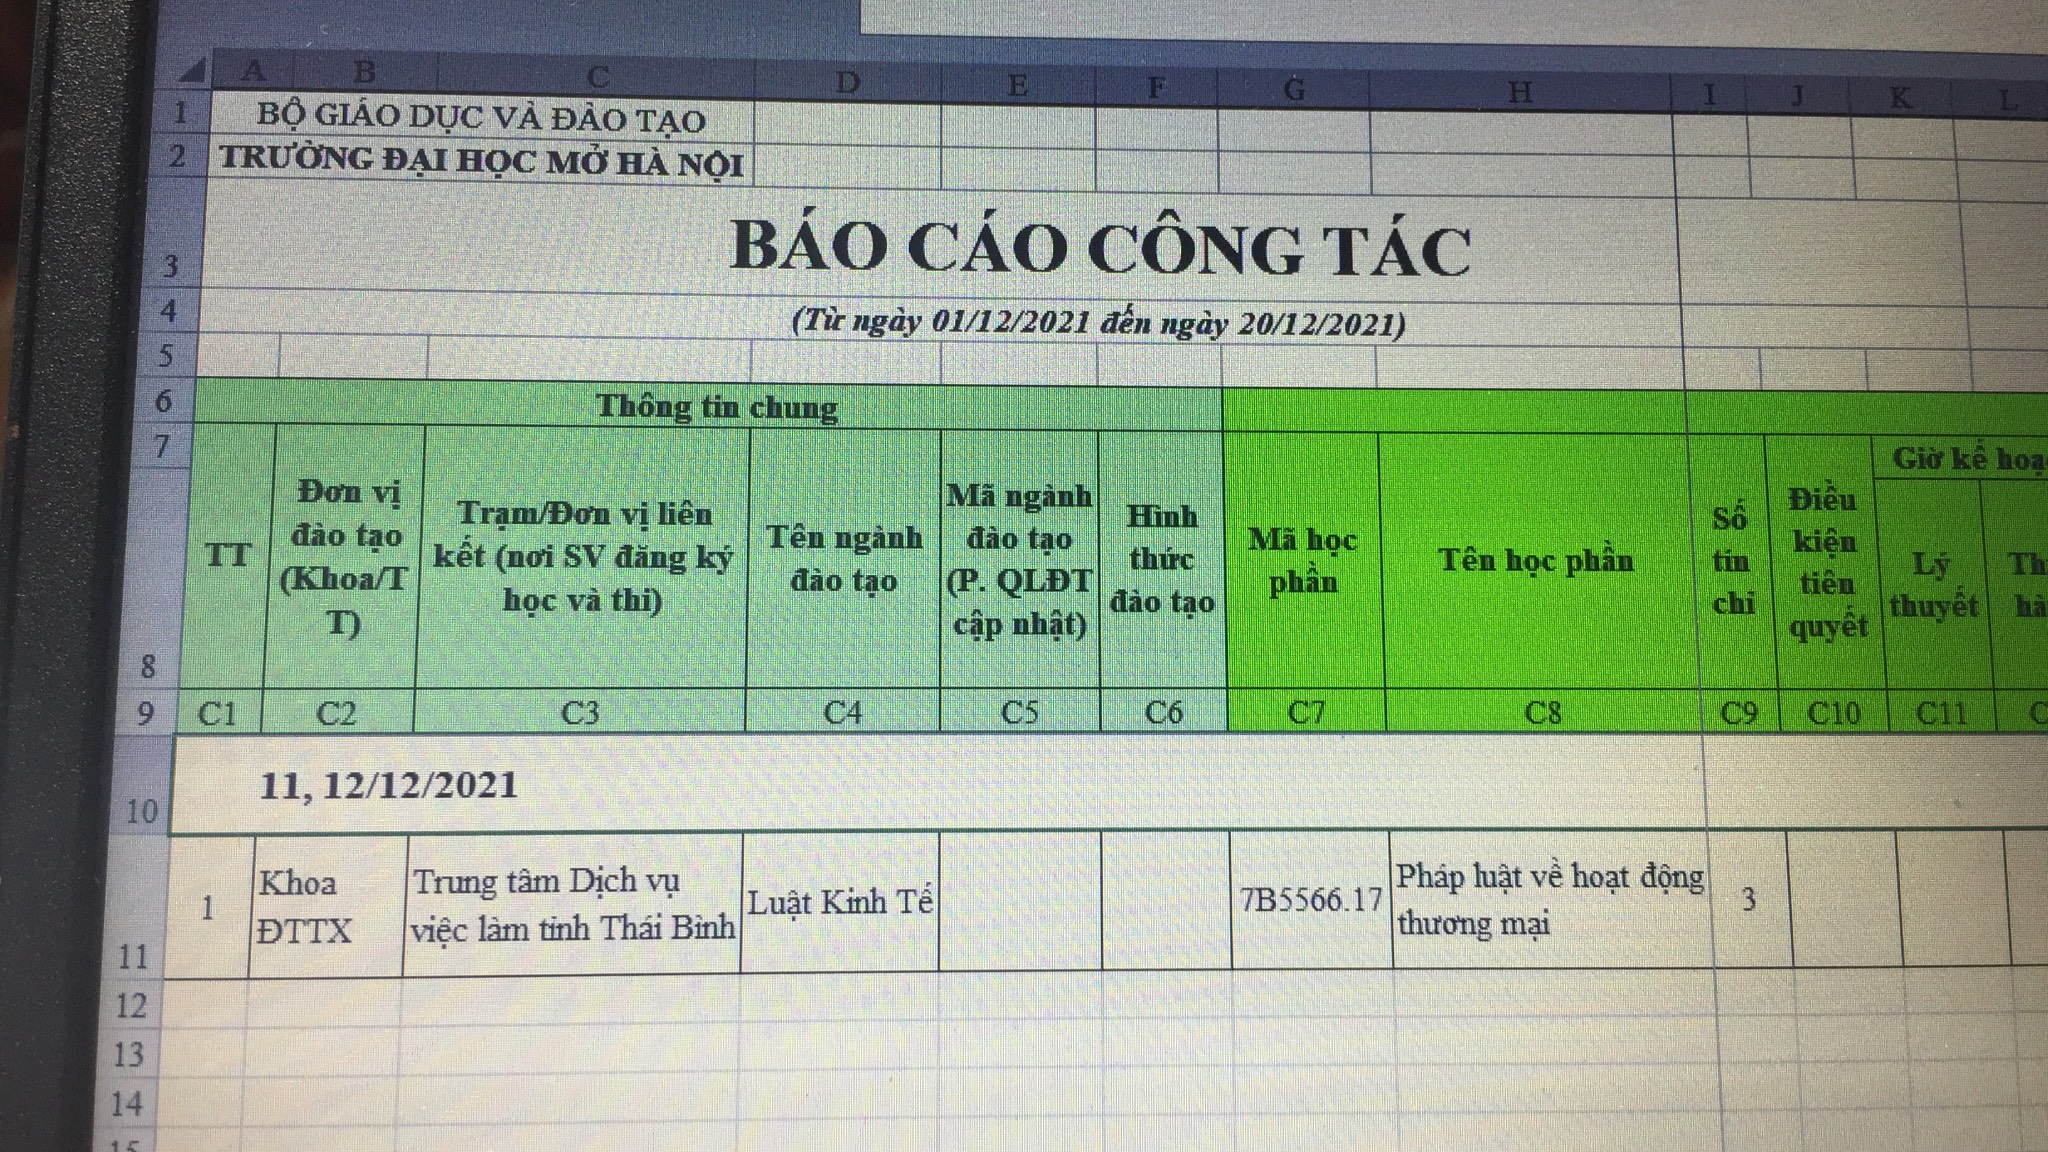 A B C D E F G H I J K L
1 BỘ GIÁO DỤC VÀ ĐÀO TẠO
2 TRƯỜNG ĐẠI HỌC MỞ HÀ NỘI
3 BÁO CÁO CÔNG TÁC
4 (Từ ngày 01/12/2021 đến ngày 20/12/2021)
5
6 Thông tin chung
7
8
TT
Đơn vị
đào tạo
(Khoa/T
T)
Trạm/Đơn vị liên
kết (nơi SV đăng ký
học và thi)
Tên ngành
đào tạo
Mã ngành
đào tạo
(P. QLĐT
cập nhật)
Hình
thức
đào tạo
Mã học
phần
Tên học phần
Số
tín
chỉ
Điều
kiện
tiên
quyết
Giờ kế hoạ
Lý
thuyết
Th
hà
9 C1 C2 C3 C4 C5 C6 C7 C8 C9 C10 C11 C
10 11, 12/12/2021
11
1
Khoa
ĐTTX
Trung tâm Dịch vụ
việc làm tỉnh Thái Bình
Luật Kinh Tế
7B5566.17
Pháp luật về hoạt động
thương mại
3
12
13
14
15